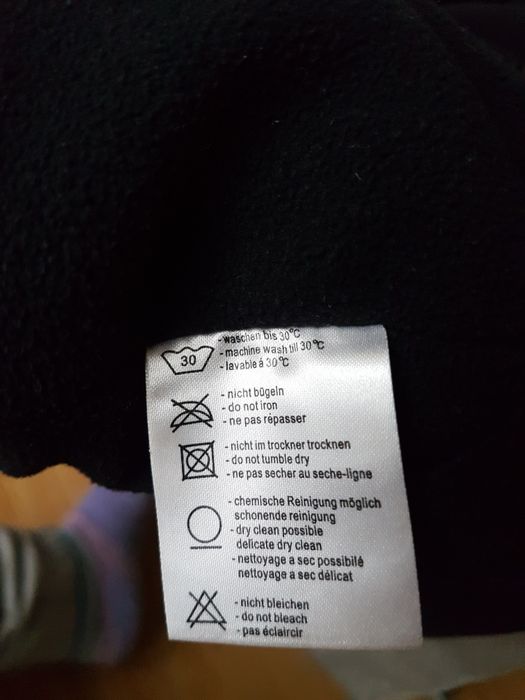 30
- waschen bis 30°C
- machine wash till 30°C
- lavable á 30°C
- nicht bügeln
- do not iron
- ne pas répasser
- nicht im trockner trocknen
- do not tumble dry
- ne pas secher au seche-ligne
- chemische Reinigung möglich
schonende reinigung
- dry clean possible
delicate dry clean
- nettoyage a sec possibilé
nettoyage a sec délicat
- nicht bleichen
- do not bleach
- pas éclaircir